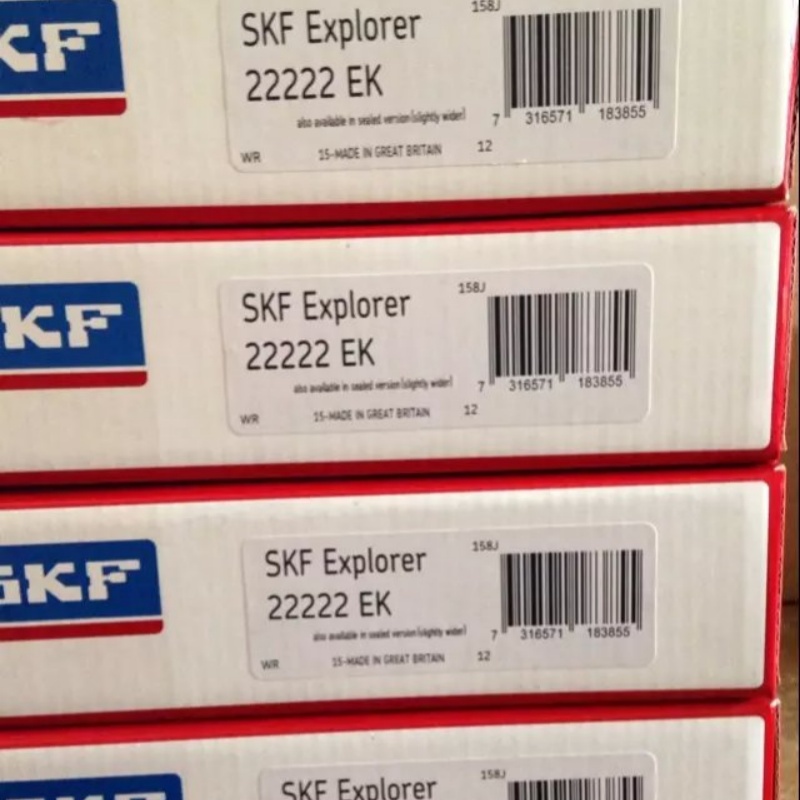 KF
SKF Explorer
158J
22222 EK
also available in sealed version (slightly wider)
7 316571 183855
WR 15-MADE IN GREAT BRITAIN 12
SKF
SKF Explorer
158J
22222 EK
also available in sealed version (slightly wider)
7 316571 183855
WR 15-MADE IN GREAT BRITAIN 12
SKF
SKF Explorer
158J
22222 EK
also available in sealed version (slightly wider)
7 316571 183855
WR 15-MADE IN GREAT BRITAIN 12
SKF
SKF Explorer
158J